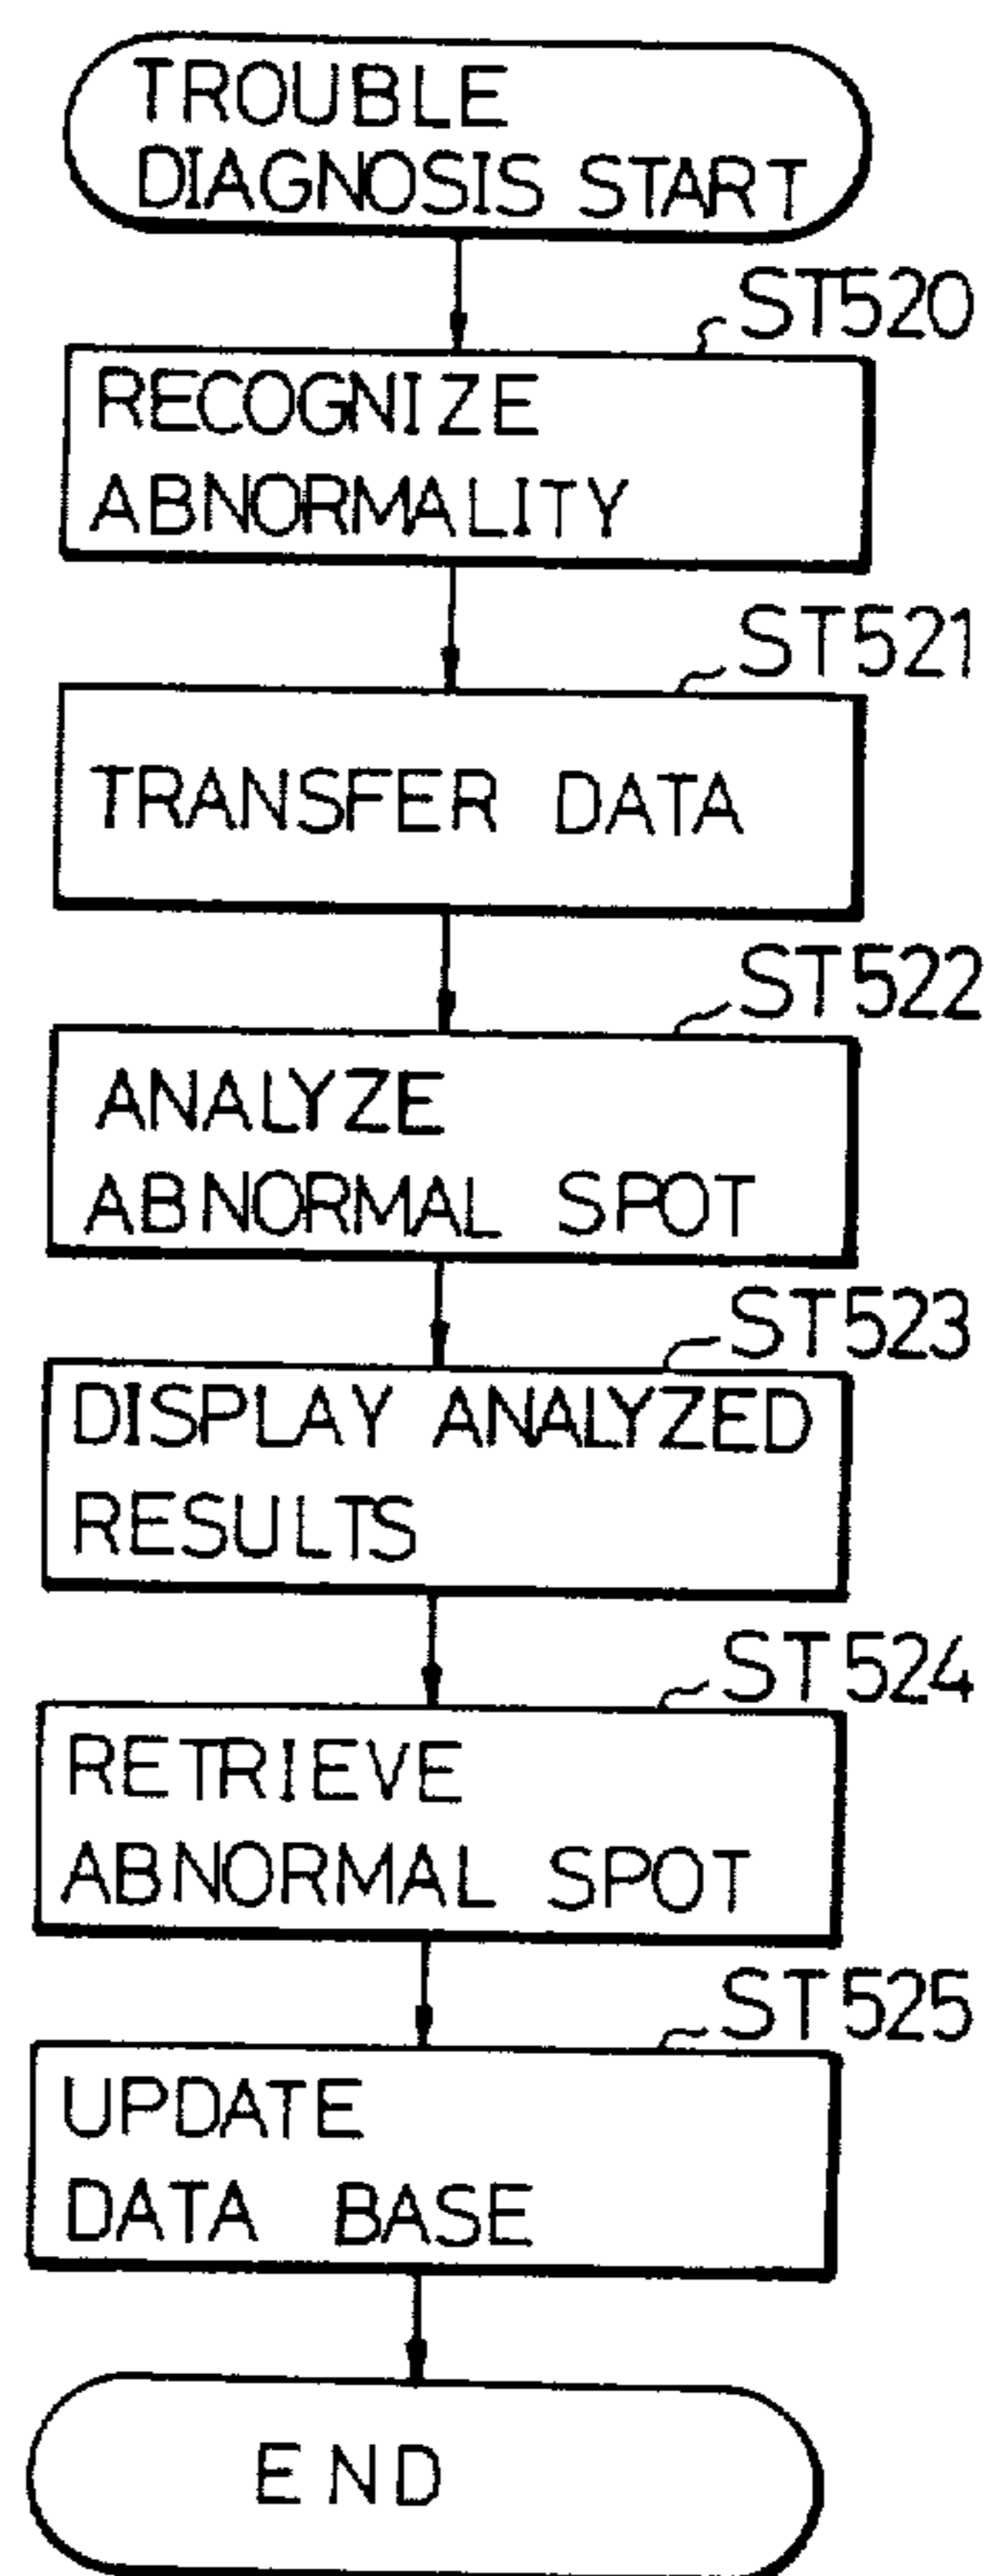 TROUBLE
DIAGNOSIS START
ST520
RECOGNIZE
ABNORMALITY
ST521
TRANSFER DATA
ST522
ANALYZE
ABNORMAL SPOT
ST523
DISPLAY ANALYZED
RESULTS
ST524
RETRIEVE
ABNORMAL SPOT
ST525
UPDATE
DATA BASE
END